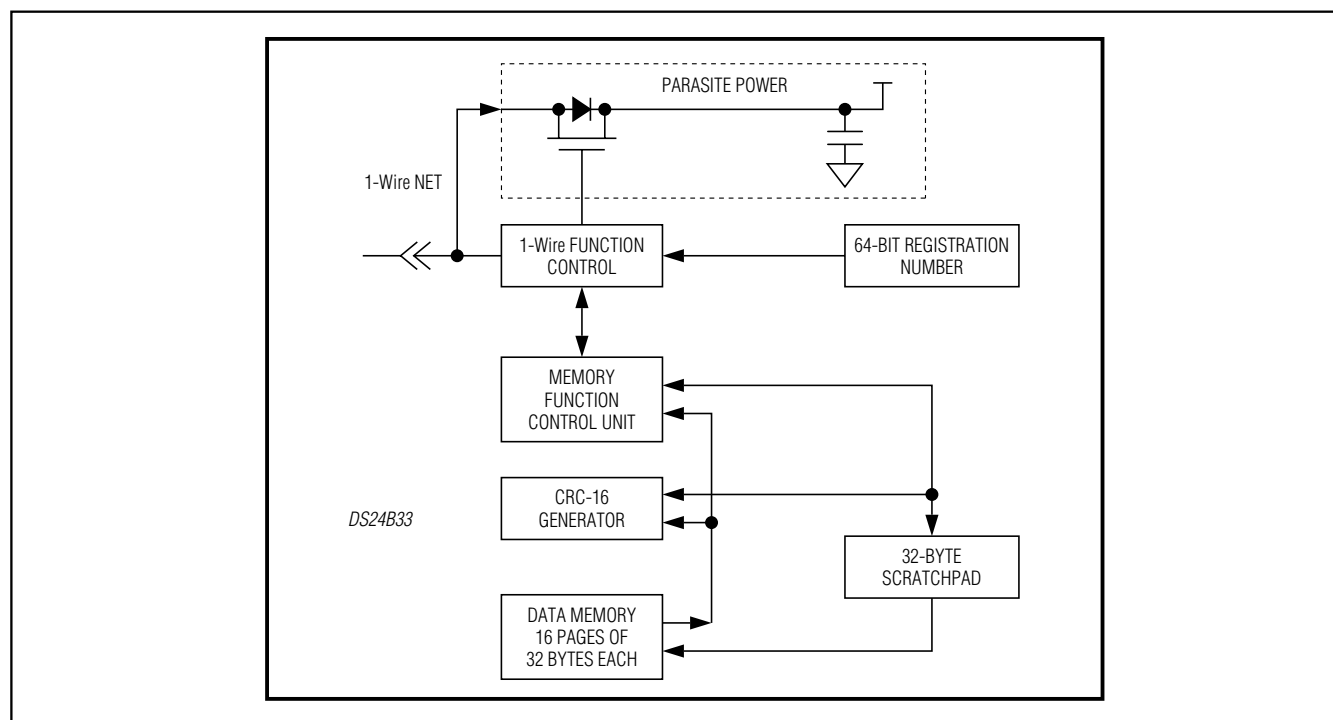 PARASITE POWER
1-Wire NET
1-Wire FUNCTION
CONTROL
64-BIT REGISTRATION
NUMBER
MEMORY
FUNCTION
CONTROL UNIT
CRC-16
GENERATOR
DS24B33
32-BYTE
SCRATCHPAD
DATA MEMORY
16 PAGES OF
32 BYTES EACH